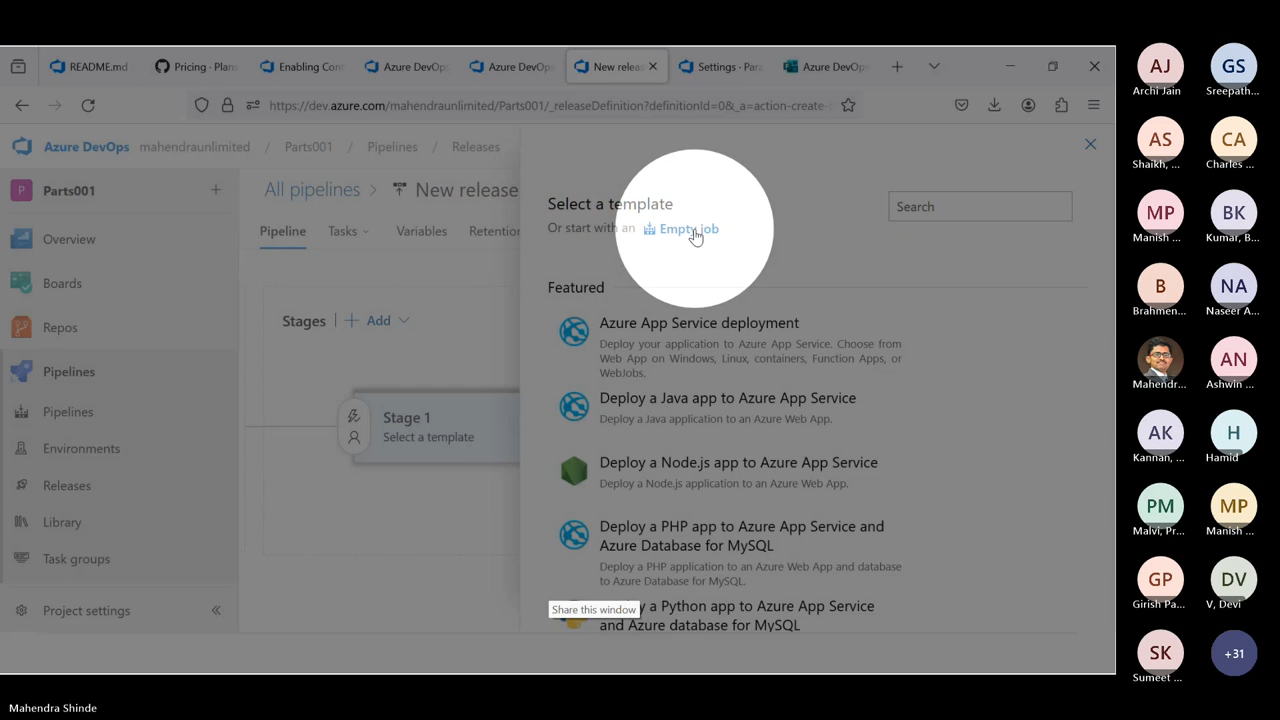 README.md
Pricing · Plans
Enabling Cont
Azure DevOps
Azure DevOps
New releas
Settings · Para
Azure DevOps
https://dev.azure.com/mahendraunlimited/Parts001/_releaseDefinition?definitionId=0&_a=action-create-
Azure DevOps mahendraunlimited / Parts001 / Pipelines / Releases
P Parts001
Overview
Boards
Repos
Pipelines
Pipelines
Environments
Releases
Library
Task groups
Project settings
All pipelines > New release
Pipeline Tasks Variables Retention
Stages | + Add
Stage 1
Select a template
Select a template
Or start with an Empty job
Search
Featured
Azure App Service deployment
Deploy your application to Azure App Service. Choose from
Web App on Windows, Linux, containers, Function Apps, or
WebJobs.
Deploy a Java app to Azure App Service
Deploy a Java application to an Azure Web App.
Deploy a Node.js app to Azure App Service
Deploy a Node.js application to an Azure Web App.
Deploy a PHP app to Azure App Service and
Azure Database for MySQL
Deploy a PHP application to an Azure Web App and database
to Azure Database for MySQL.
Share this window
y a Python app to Azure App Service
and Azure database for MySQL
AJ
Archi Jain
GS
Sreepath...
AS
Shaikh, ...
CA
Charles ...
MP
Manish ...
BK
Kumar, B...
B
Brahmen...
NA
Naseer A...
Mahendr...
AN
Ashwin ...
AK
Kannan, ...
H
Hamid
PM
Malvi, Pr...
MP
Manish ...
GP
Girish Pa...
DV
V, Devi
SK
Sumeet ...
+31
Mahendra Shinde